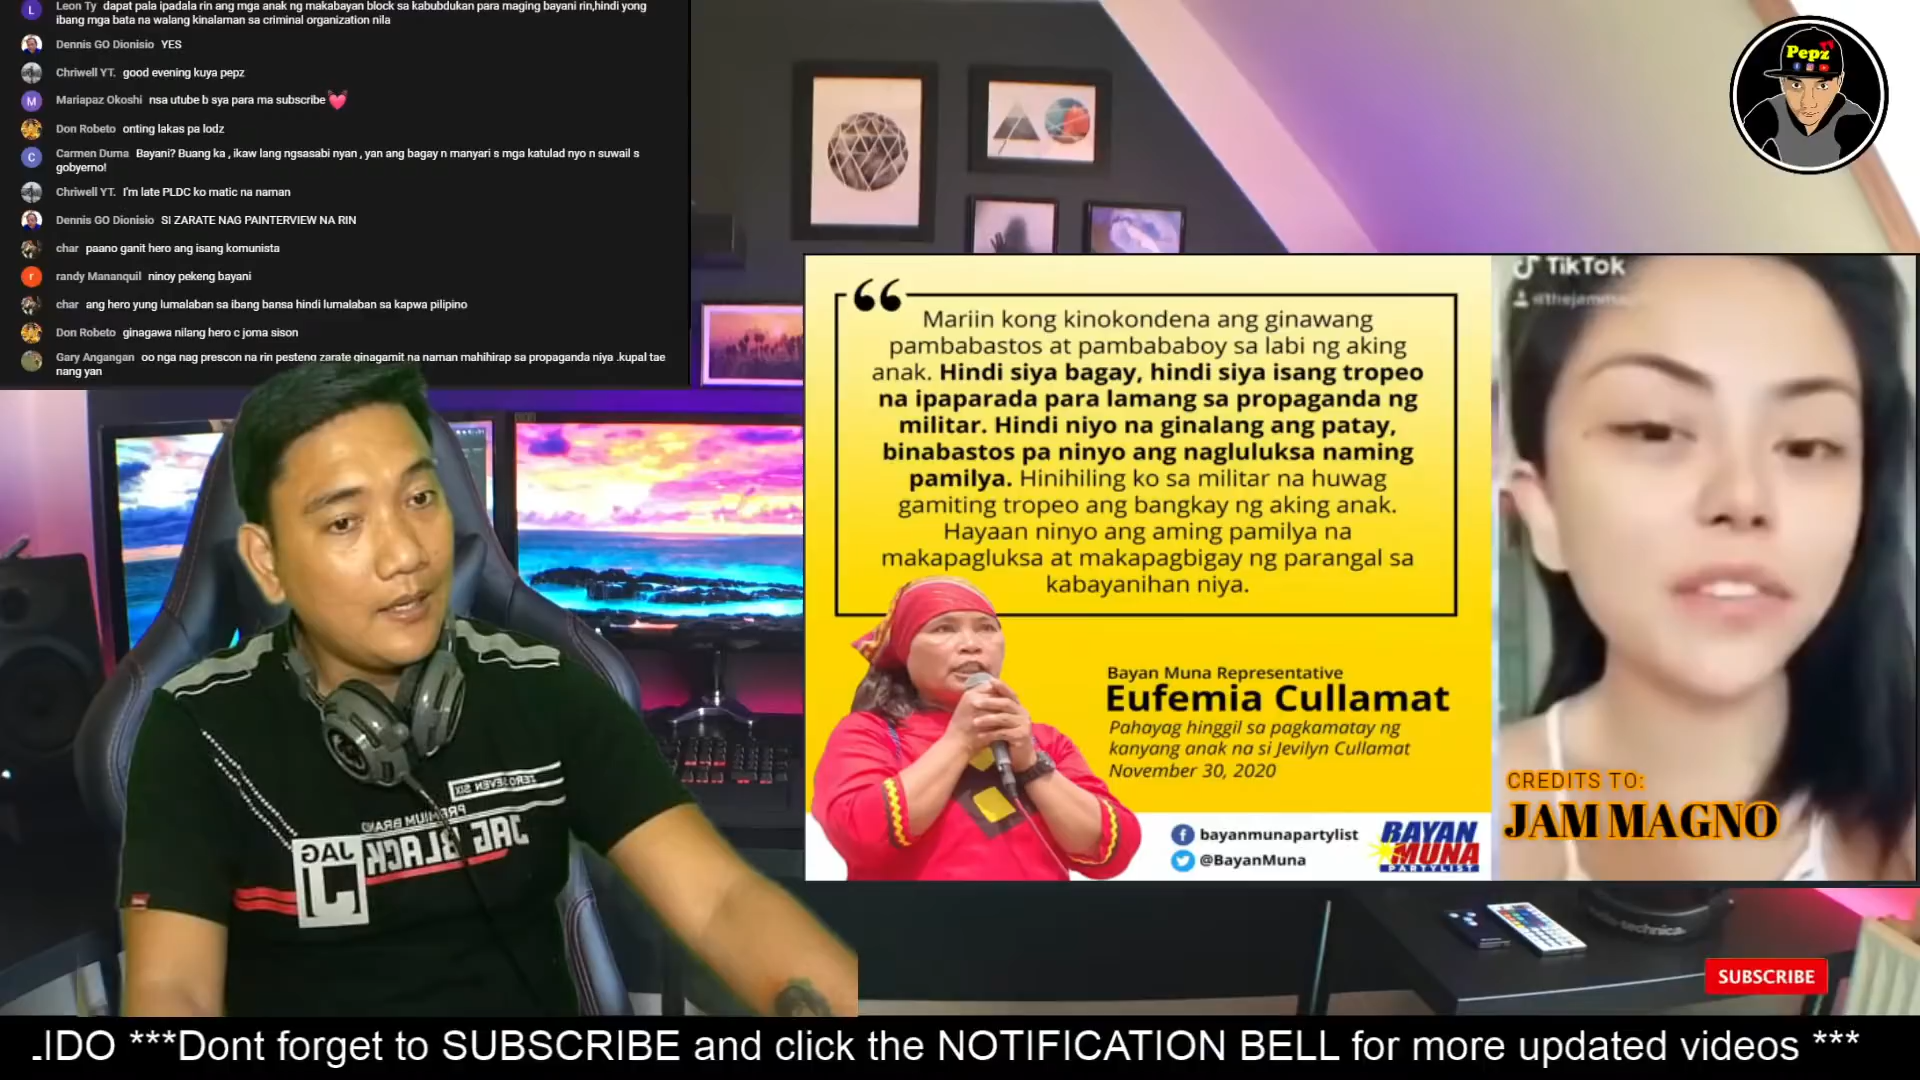 Leon Ty dapat pala ipadala rin ang mga anak ng makabayan block sa kabubdukan para maging bayani rin,hindi yong
ibang mga bata na walang kinalaman sa criminal organization nila
Dennis GO Dionisio YES
Chriwell YT. good evening kuya pepz
Mariapaz Okoshi nsa utube b sya para ma subscribe
Don Robeto onting lakas pa lodz
Carmen Duma Bayani? Buang ka , ikaw lang ngsasabi nyan , yan ang bagay n manyari s mga katulad nyo n suwail s
gobyerno!
Chriwell YT. I'm late PLDC ko matic na naman
Dennis GO Dionisio SI ZARATE NAG PAINTERVIEW NA RIN
char paano ganit hero ang isang komunista
randy Mananquil ninoy pekeng bayani
char ang hero yung lumalaban sa ibang bansa hindi lumalaban sa kapwa pilipino
Don Robeto ginagawa nilang hero c joma sison
Gary Angangan oo nga nag prescon na rin pesteng zarate ginagamit na naman mahihirap sa propaganda niya .kupal tae
nang yan
Pepz TV
Mariin kong kinokondena ang ginawang
pambabastos at pambababoy sa labi ng aking
anak. Hindi siya bagay, hindi siya isang tropeo
na ipaparada para lamang sa propaganda ng
militar. Hindi niyo na ginalang ang patay,
binabastos pa ninyo ang nagluluksa naming
pamilya. Hinihiling ko sa militar na huwag
gamiting tropeo ang bangkay ng aking anak.
Hayaan ninyo ang aming pamilya na
makapagluksa at makapagbigay ng parangal sa
kabayanihan niya.
Bayan Muna Representative
Eufemia Cullamat
Pahayag hinggil sa pagkamatay ng
kanyang anak na si Jevilyn Cullamat
November 30, 2020
bayanmunapartylist
@BayanMuna
BAYAN
MUNA
PARTYLIST
TikTok
CREDITS TO:
JAM MAGNO
ZEROSEVEN SIX
PREMIUM BRAND
JAG BLACK
JAG
J
audio-technica
SUBSCRIBE
LIDO ***Dont forget to SUBSCRIBE and click the NOTIFICATION BELL for more updated videos ***